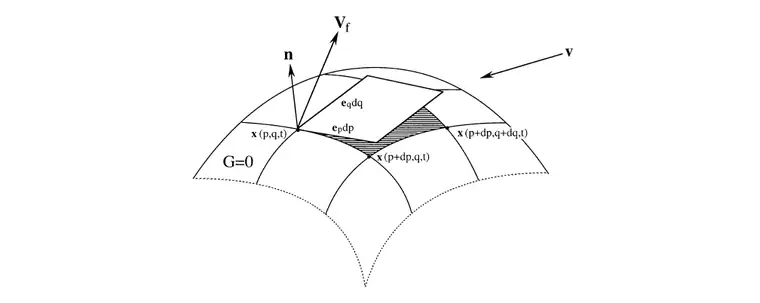 V_f
n
v
e_q dq
e_p dp
x (p,q,t)
x (p+dp,q+dq,t)
x (p+dp,q,t)
G=0